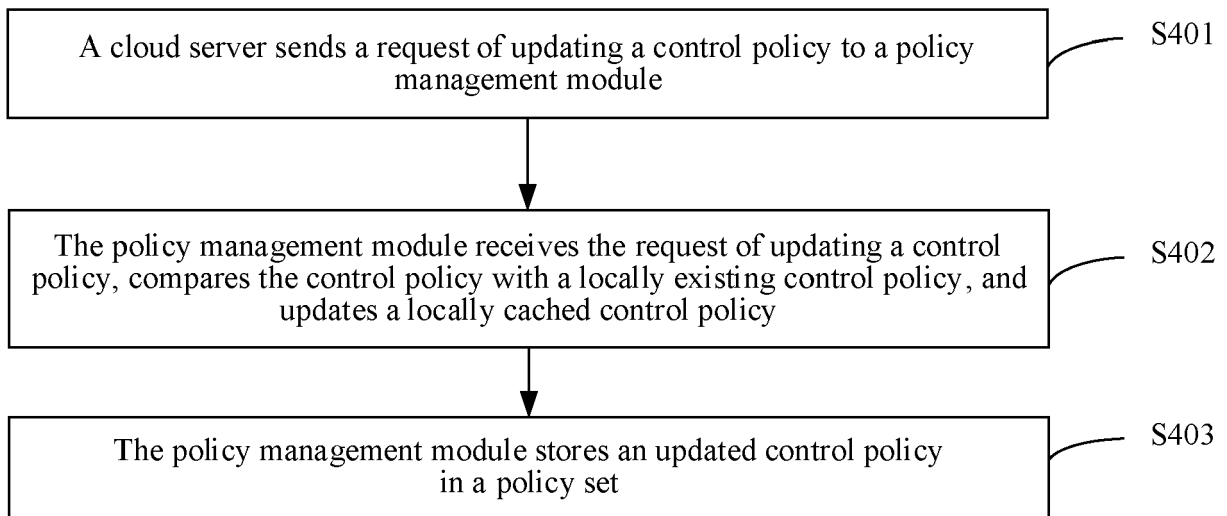 A cloud server sends a request of updating a control policy to a policy
management module
S401
The policy management module receives the request of updating a control
policy, compares the control policy with a locally existing control policy, and
updates a locally cached control policy
S402
The policy management module stores an updated control policy
in a policy set
S403